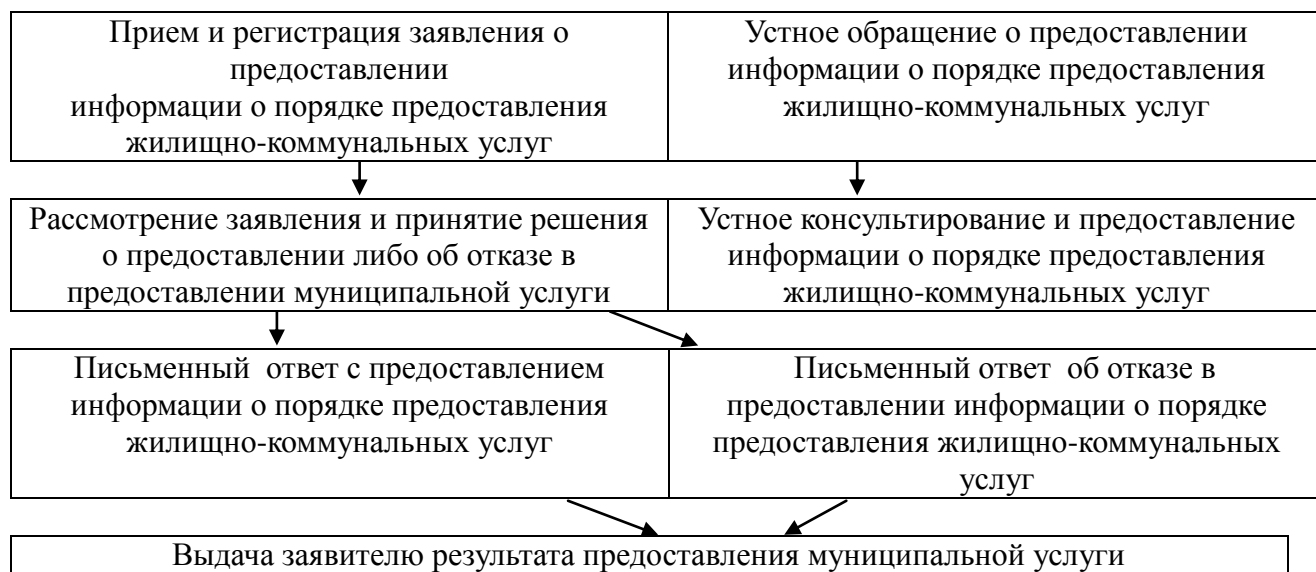 Прием и регистрация заявления о
предоставлении
информации о порядке предоставления
жилищно-коммунальных услуг
Устное обращение о предоставлении
информации о порядке предоставления
жилищно-коммунальных услуг
Рассмотрение заявления и принятие решения
о предоставлении либо об отказе в
предоставлении муниципальной услуги
Устное консультирование и предоставление
информации о порядке предоставления
жилищно-коммунальных услуг
Письменный ответ с предоставлением
информации о порядке предоставления
жилищно-коммунальных услуг
Письменный ответ об отказе в
предоставлении информации о порядке
предоставления жилищно-коммунальных
услуг
Выдача заявителю результата предоставления муниципальной услуги